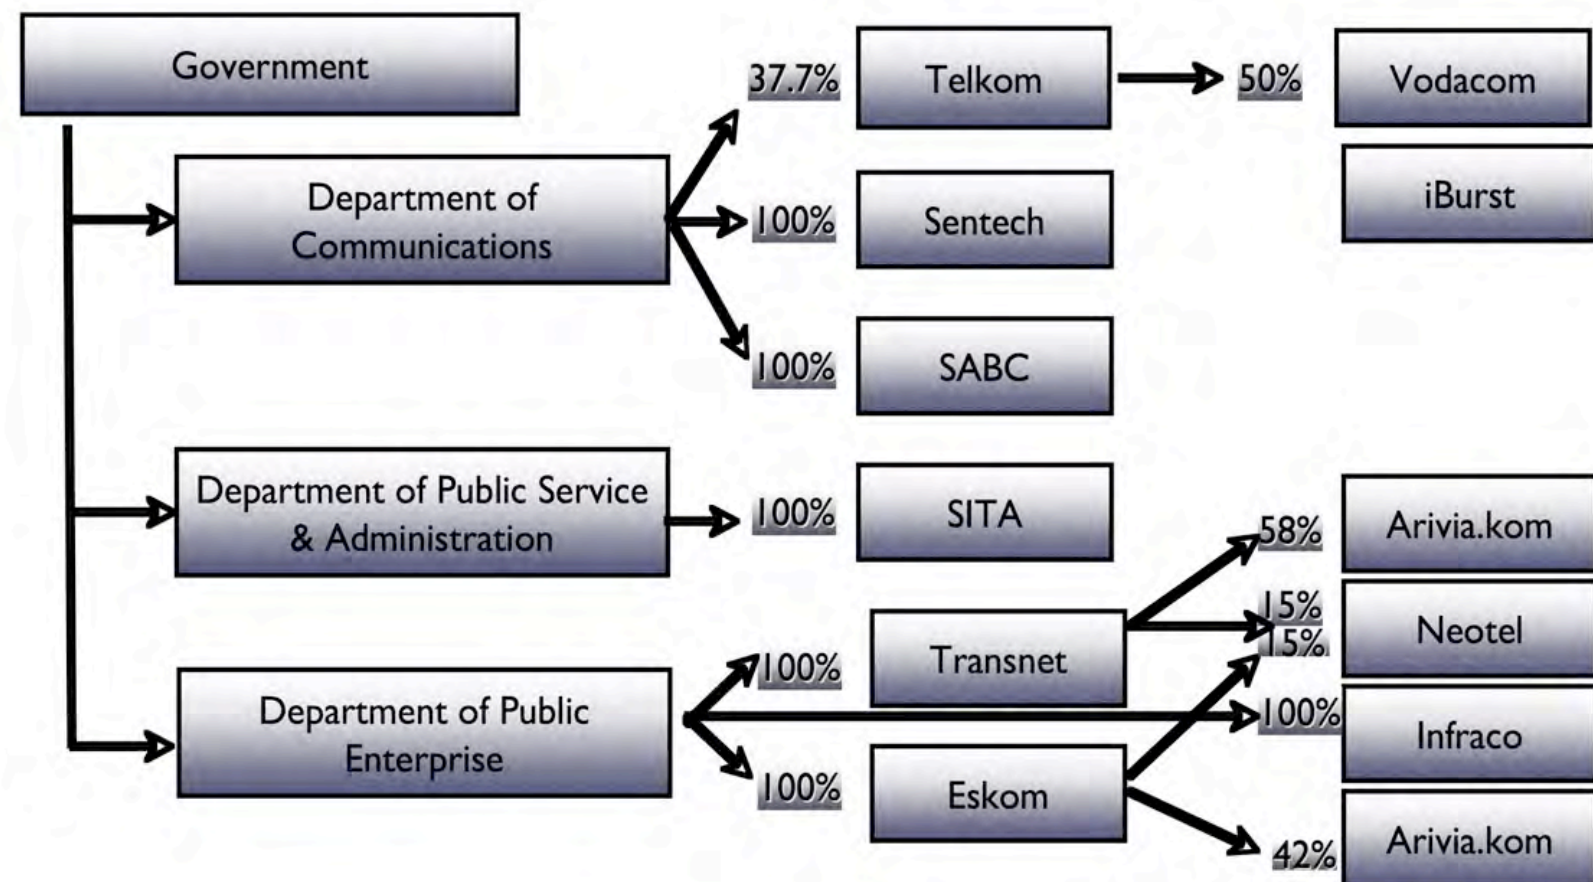 Government
37.7%
Telkom
50%
Vodacom
Department of
Communications
100%
Sentech
iBurst
100%
SABC
Department of Public Service
& Administration
100%
SITA
58%
Arivia.kom
15%
15%
Neotel
100%
Transnet
Department of Public
Enterprise
100%
Infraco
100%
Eskom
42%
Arivia.kom